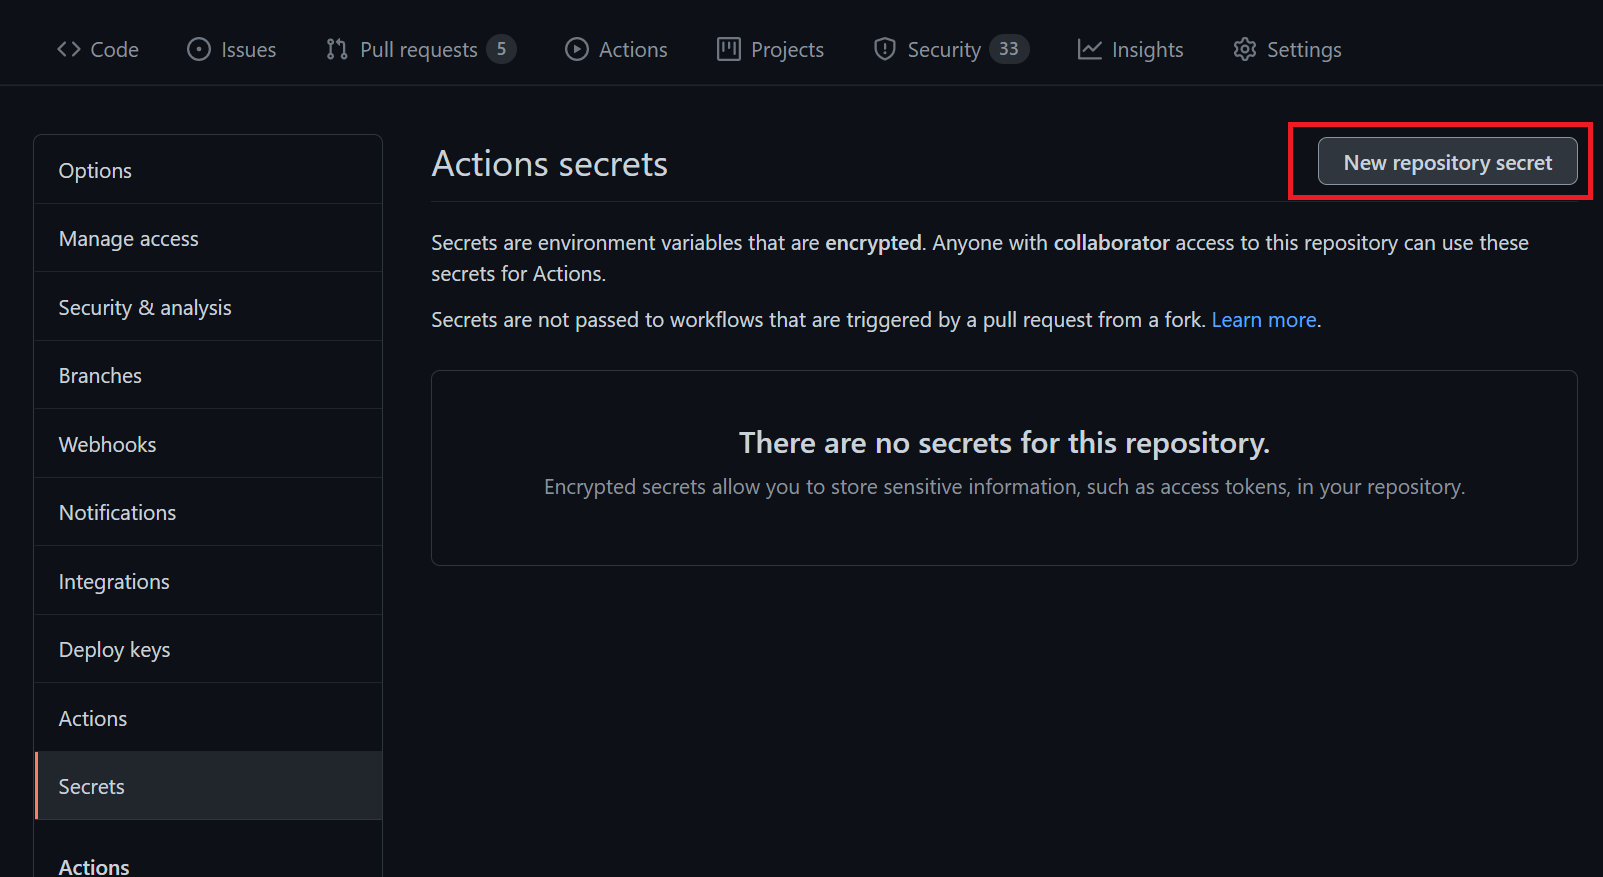 Code Issues Pull requests 5 Actions Projects Security 33 Insights Settings
Options
Manage access
Security & analysis
Branches
Webhooks
Notifications
Integrations
Deploy keys
Actions
Secrets
Actions
Actions secrets
New repository secret
Secrets are environment variables that are encrypted. Anyone with collaborator access to this repository can use these
secrets for Actions.
Secrets are not passed to workflows that are triggered by a pull request from a fork. Learn more.
There are no secrets for this repository.
Encrypted secrets allow you to store sensitive information, such as access tokens, in your repository.